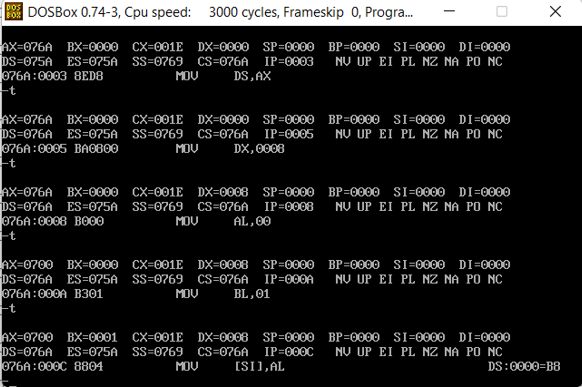 DOSBox 0.74-3, Cpu speed: 3000 cycles, Frameskip 0, Progra...
AX=076A BX=0000 CX=001E DX=0000 SP=0000 BP=0000 SI=0000 DI=0000
DS=075A ES=075A SS=0769 CS=076A IP=0003 NV UP EI PL NZ NA PO NC
076A:0003 8ED8 MOV DS,AX
-t
AX=076A BX=0000 CX=001E DX=0000 SP=0000 BP=0000 SI=0000 DI=0000
DS=076A ES=075A SS=0769 CS=076A IP=0005 NV UP EI PL NZ NA PO NC
076A:0005 BA0800 MOV DX,0008
-t
AX=076A BX=0000 CX=001E DX=0008 SP=0000 BP=0000 SI=0000 DI=0000
DS=076A ES=075A SS=0769 CS=076A IP=0008 NV UP EI PL NZ NA PO NC
076A:0008 B000 MOV AL,00
-t
AX=0700 BX=0000 CX=001E DX=0008 SP=0000 BP=0000 SI=0000 DI=0000
DS=076A ES=075A SS=0769 CS=076A IP=000A NV UP EI PL NZ NA PO NC
076A:000A B301 MOV BL,01
-t
AX=0700 BX=0001 CX=001E DX=0008 SP=0000 BP=0000 SI=0000 DI=0000
DS=076A ES=075A SS=0769 CS=076A IP=000C NV UP EI PL NZ NA PO NC
076A:000C 8804 MOV [SI],AL DS:0000=B8
-